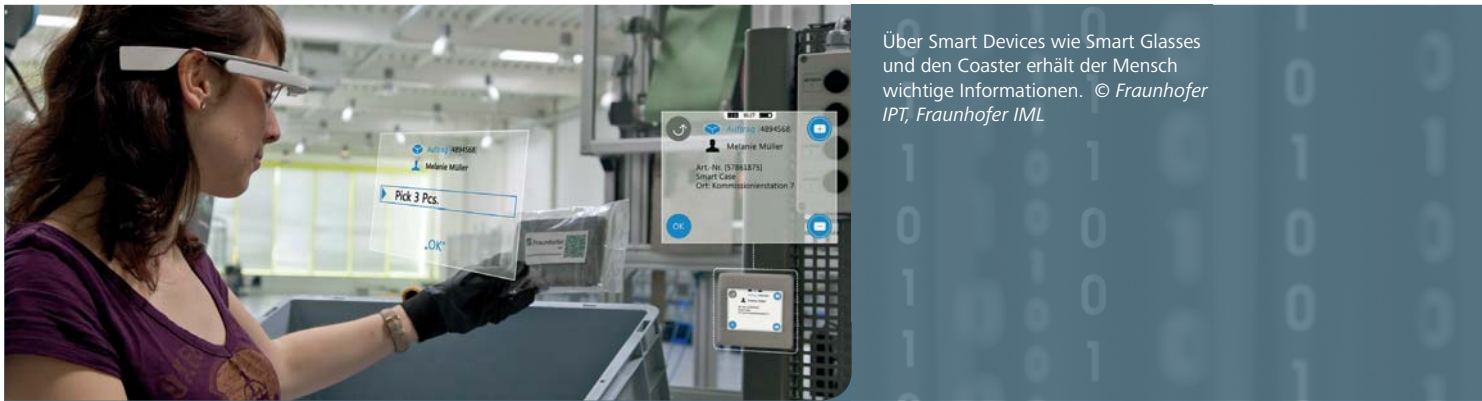 Auftrag 4894568
Melanie Müller
Pick 3 Pcs.
„OK“
Fraunhofer
Auftrag 4894568
Melanie Müller
Art.-Nr. [57861875]
Smart Case
Ort: Kommissionierstation 7
OK
Über Smart Devices wie Smart Glasses
und den Coaster erhält der Mensch
wichtige Informationen. © Fraunhofer
IPT, Fraunhofer IML